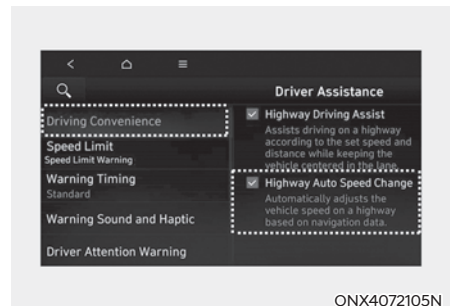 Driver Assistance
Driving Convenience
Speed Limit
Speed Limit Warning
Warning Timing
Standard
Warning Sound and Haptic
Driver Attention Warning
Highway Driving Assist
Assists driving on a highway
according to the set speed and
distance while keeping the
vehicle centered in the lane.
Highway Auto Speed Change
Automatically adjusts the
vehicle speed on a highway
based on navigation data.
ONX4072105N